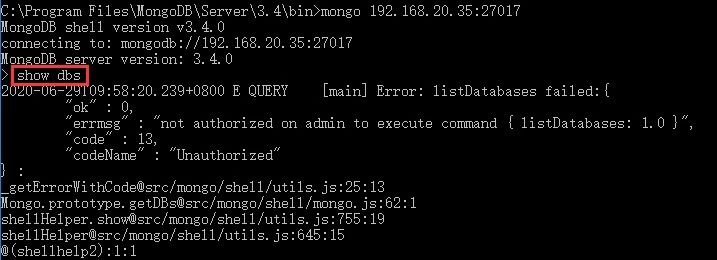 C:\Program Files\MongoDB\Server\3.4\bin>mongo 192.168.20.35:27017
MongoDB shell version v3.4.0
connecting to: mongodb://192.168.20.35:27017
MongoDB server version: 3.4.0
> show dbs
2020-06-29T09:58:20.239+0800 E QUERY    [main] Error: listDatabases failed:{
        "ok" : 0,
        "errmsg" : "not authorized on admin to execute command { listDatabases: 1.0 }",
        "code" : 13,
        "codeName" : "Unauthorized"
} :
_getErrorWithCode@src/mongo/shell/utils.js:25:13
Mongo.prototype.getDBs@src/mongo/shell/mongo.js:62:1
shellHelper.show@src/mongo/shell/utils.js:755:19
shellHelper@src/mongo/shell/utils.js:645:15
@(shellhelp2):1:1